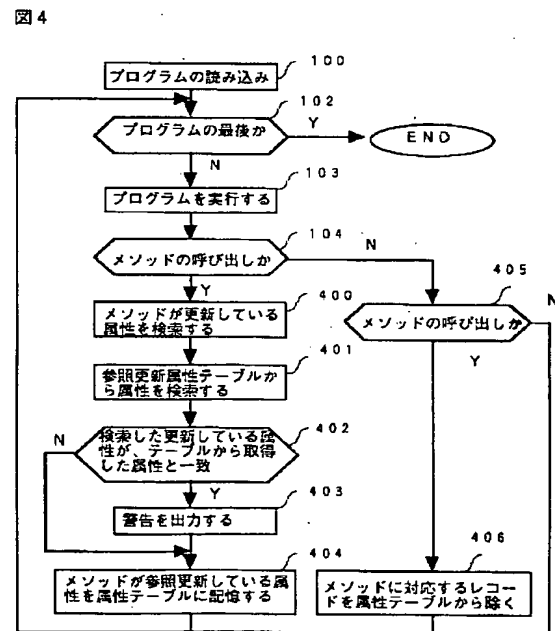 図4
プログラムの読み込み
100
プログラムの最後か
102
Y
END
N
プログラムを実行する
103
メソッドの呼び出しか
104
N
Y
メソッドが更新している
属性を検索する
400
メソッドの呼び出しか
405
N
Y
参照更新属性テーブルか
ら属性を検索する
401
検索した更新している属
性が、テーブルから取得
した属性と一致
402
N
Y
警告を出力する
403
メソッドが参照更新している属
性を属性テーブルに記憶する
404
メソッドに対応するレコー
ドを属性テーブルから除く
406